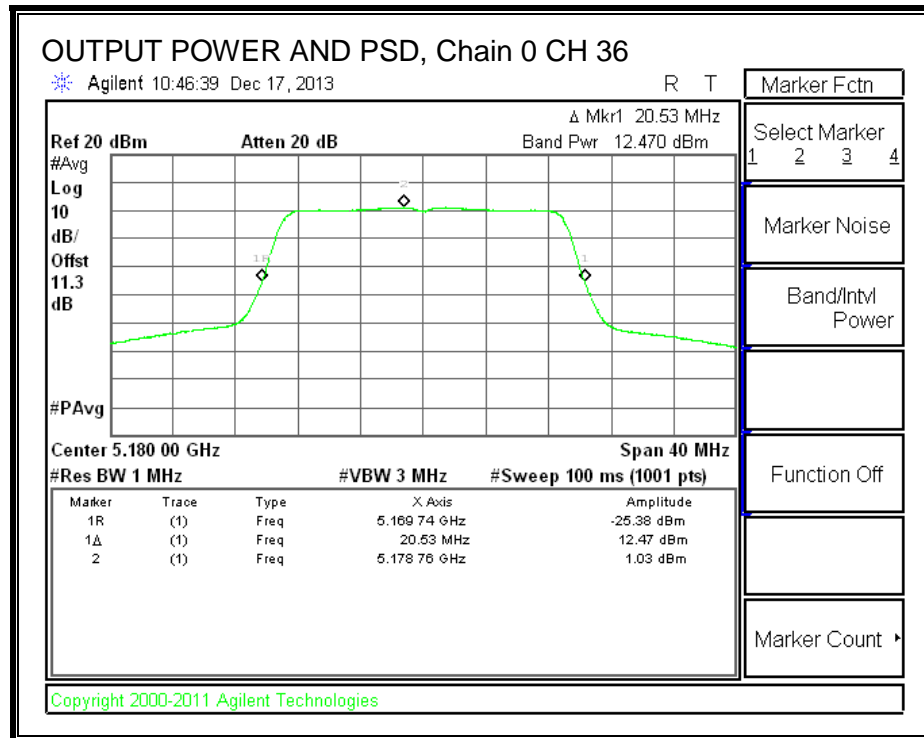 OUTPUT POWER AND PSD, Chain 0 CH 36
Agilent 10:46:39 Dec 17, 2013 R T
Δ Mkr1 20.53 MHz
Ref 20 dBm Atten 20 dB Band Pwr 12.470 dBm
#Avg
Log
10
dB/
Offst
11.3
dB
#PAvg
2
1R
1
Center 5.180 00 GHz Span 40 MHz
#Res BW 1 MHz #VBW 3 MHz #Sweep 100 ms (1001 pts)
Marker Trace Type X Axis Amplitude
1R (1) Freq 5.169 74 GHz -25.38 dBm
1Δ (1) Freq 20.53 MHz 12.47 dBm
2 (1) Freq 5.178 76 GHz 1.03 dBm
Marker Fctn
Select Marker
1 2 3 4
Marker Noise
Band/Intvl
Power
Function Off
Marker Count
Copyright 2000-2011 Agilent Technologies